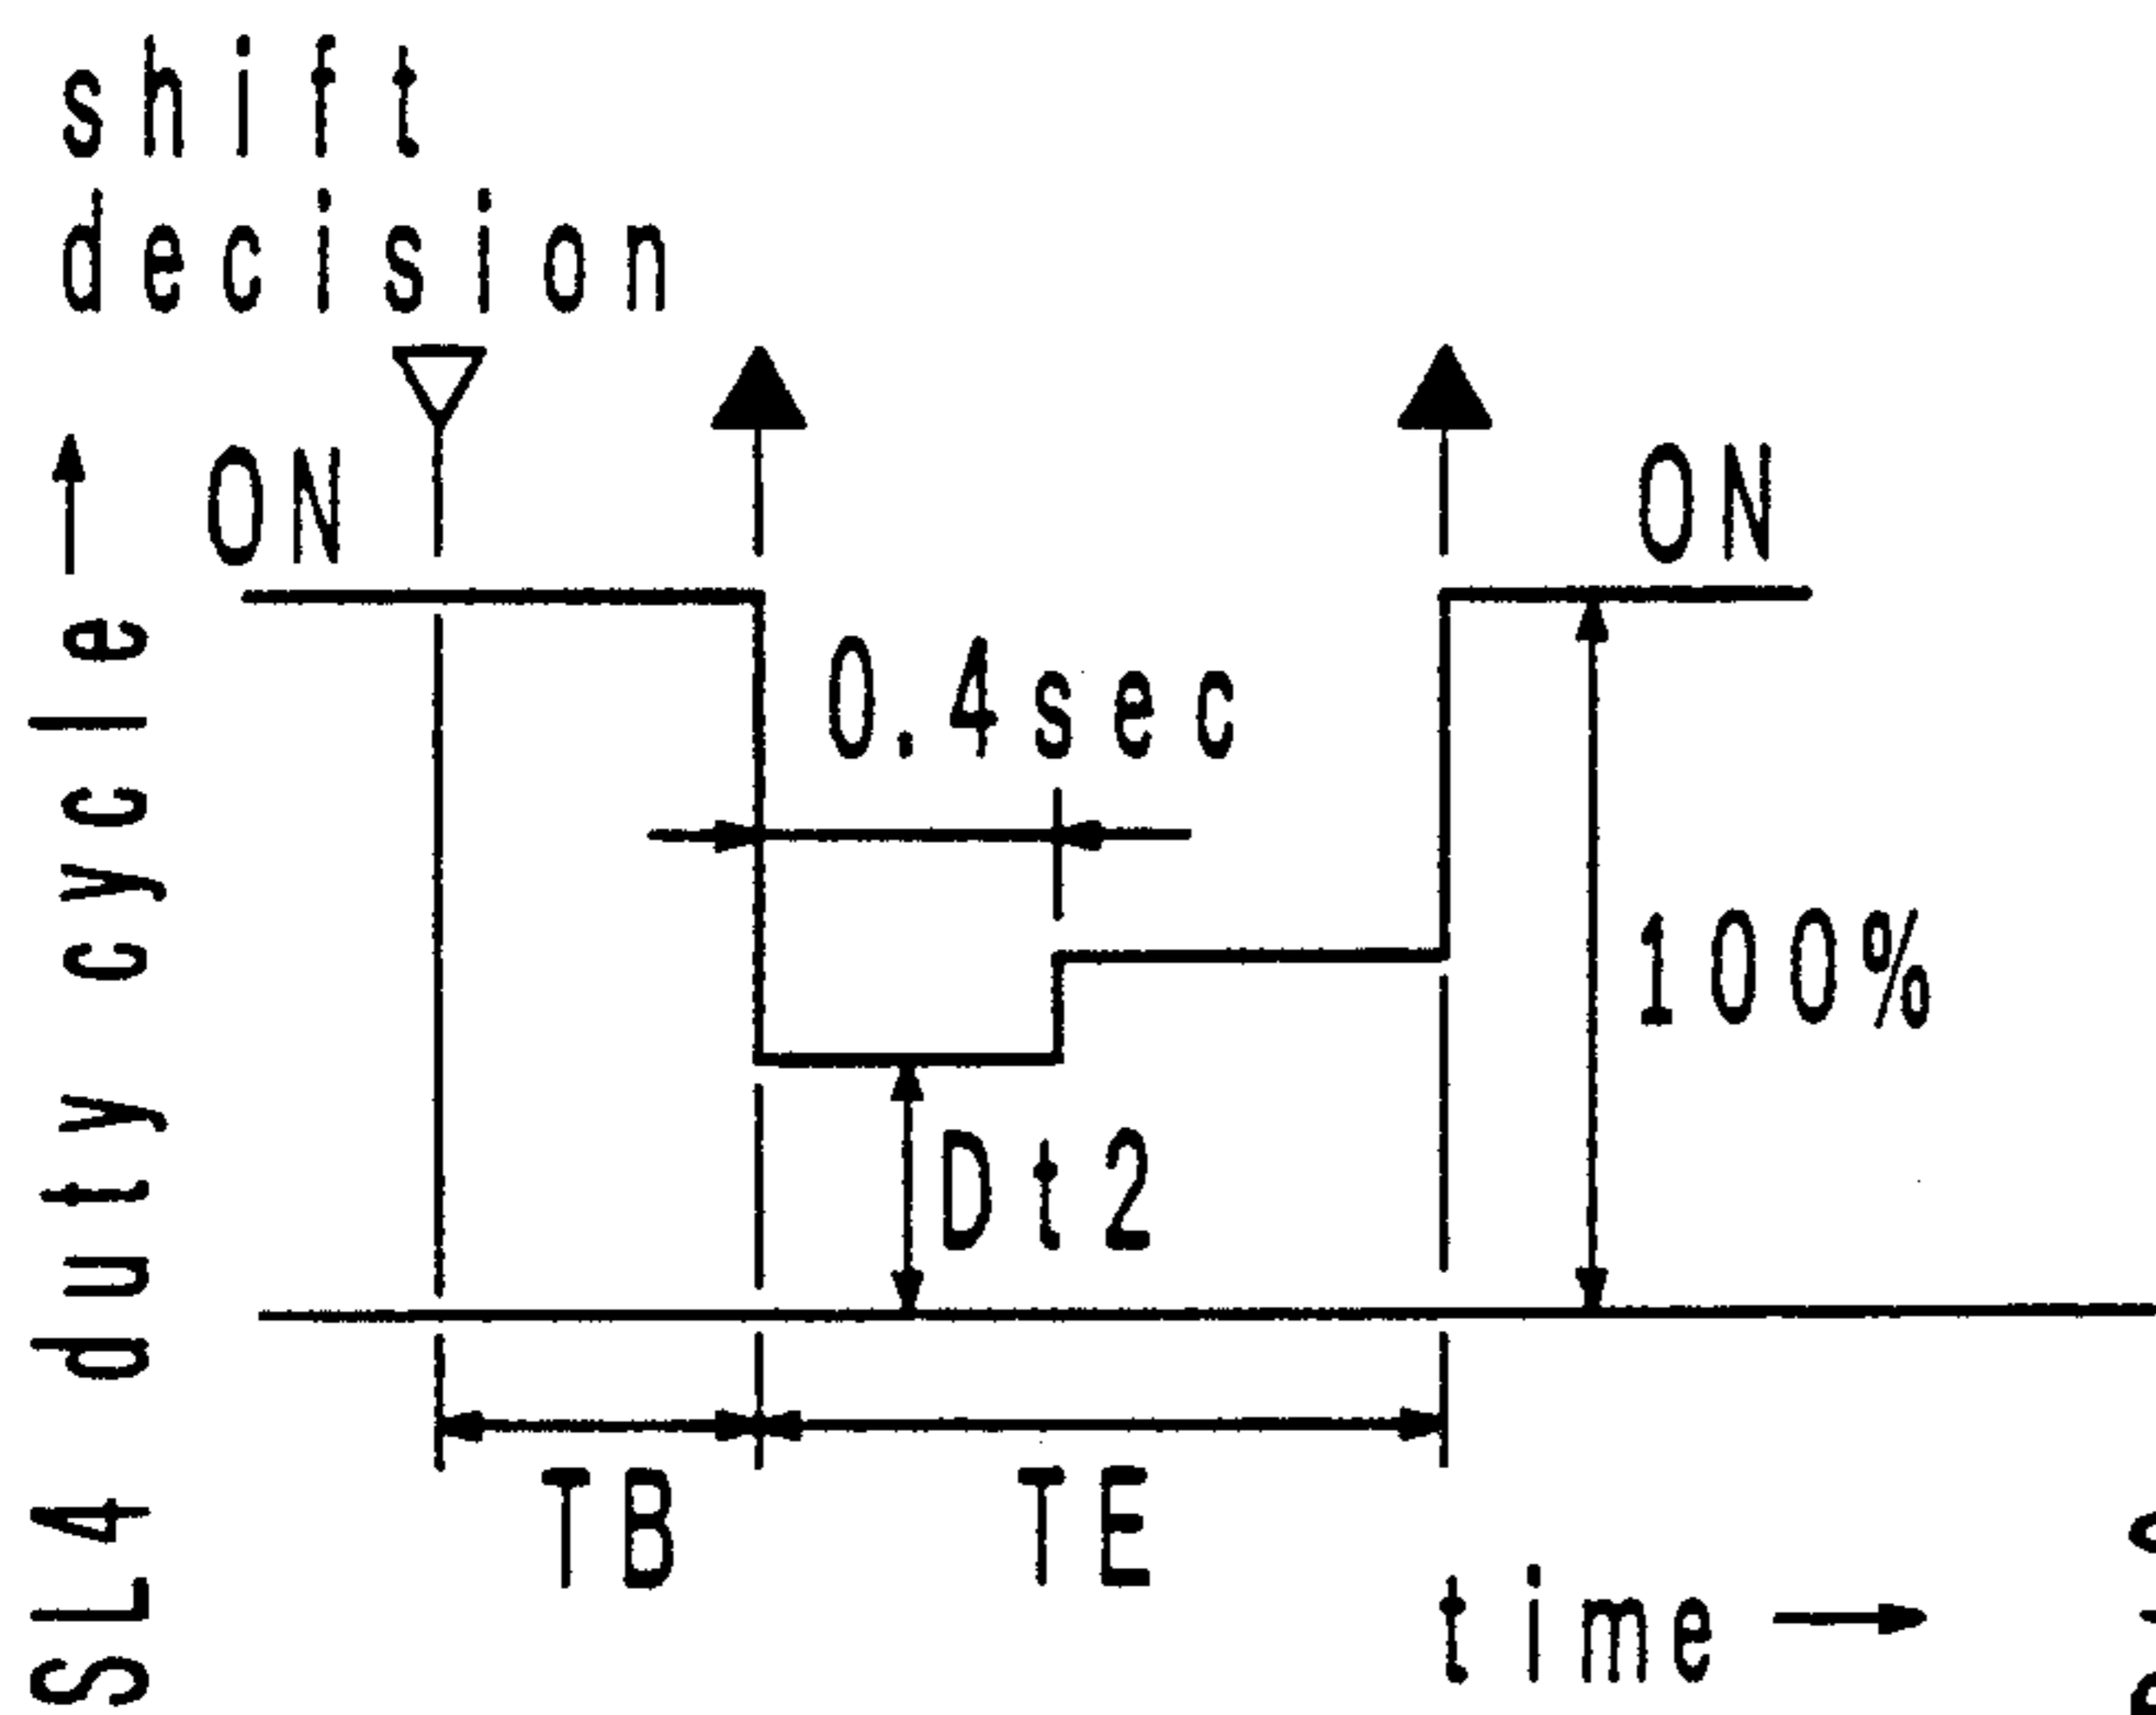 shift
decision
ON
ON
0.4sec
100%
Dt2
TB
TE
time
SL4 duty cycle